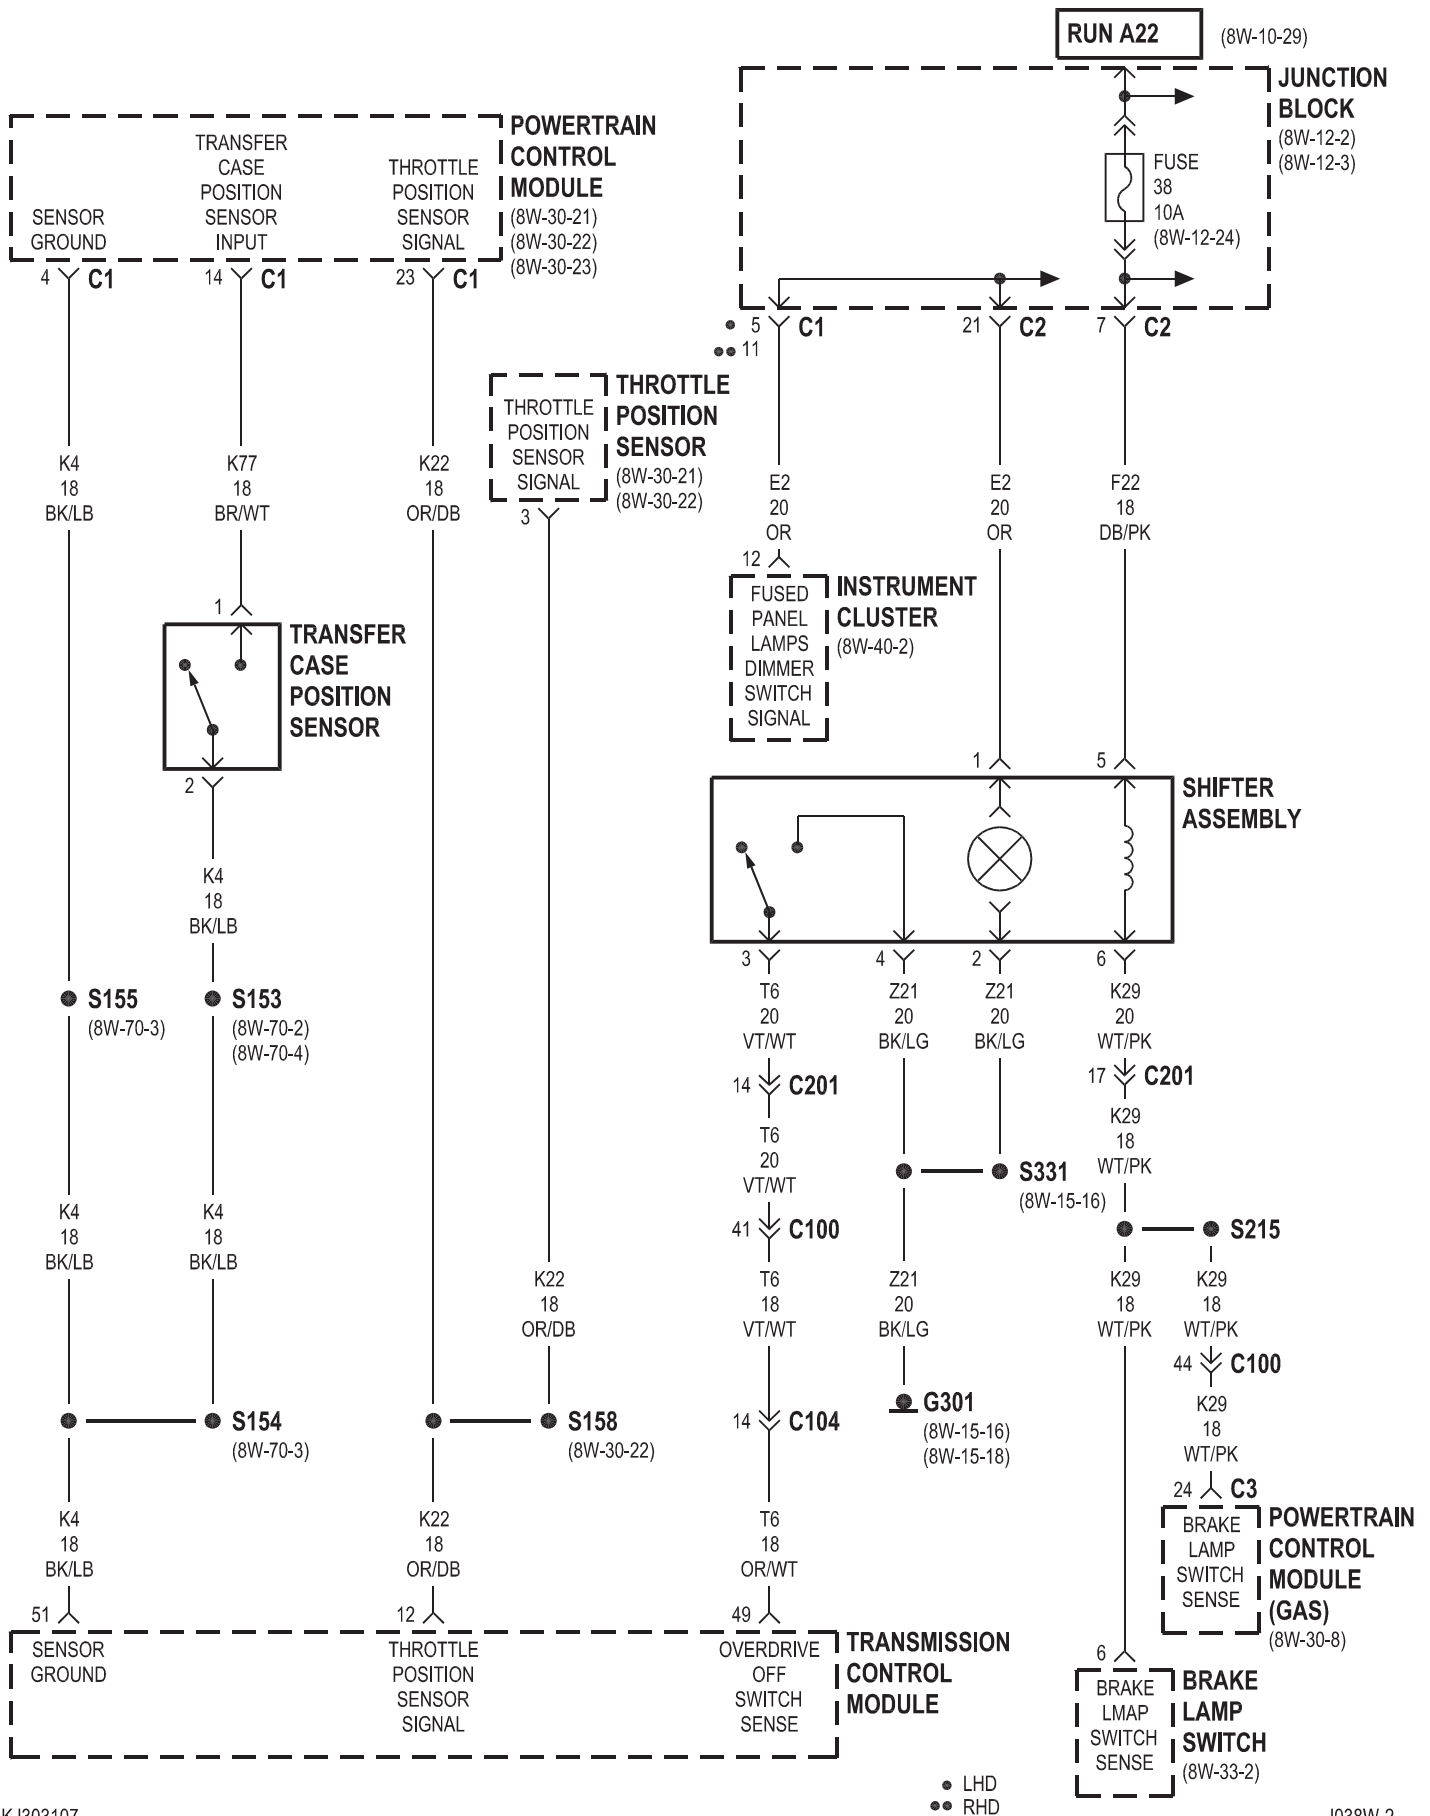 RUN A22
(8W-10-29)
JUNCTION
BLOCK
(8W-12-2)
(8W-12-3)
FUSE
38
10A
(8W-12-24)
POWERTRAIN
CONTROL
MODULE
(8W-30-21)
(8W-30-22)
(8W-30-23)
SENSOR
GROUND
TRANSFER
CASE
POSITION
SENSOR
INPUT
THROTTLE
POSITION
SENSOR
SIGNAL
4 C1
14 C1
23 C1
5 C1
11
21 C2
7 C2
THROTTLE
POSITION
SENSOR
SIGNAL
THROTTLE
POSITION
SENSOR
(8W-30-21)
(8W-30-22)
3
K4
18
BK/LB
K77
18
BR/WT
K22
18
OR/DB
E2
20
OR
E2
20
OR
F22
18
DB/PK
12
FUSED
PANEL
LAMPS
DIMMER
SWITCH
SIGNAL
INSTRUMENT
CLUSTER
(8W-40-2)
1
TRANSFER
CASE
POSITION
SENSOR
2
1
5
SHIFTER
ASSEMBLY
3
4
2
6
K4
18
BK/LB
S155
(8W-70-3)
S153
(8W-70-2)
(8W-70-4)
T6
20
VT/WT
Z21
20
BK/LG
Z21
20
BK/LG
K29
20
WT/PK
14 C201
17 C201
T6
20
VT/WT
K29
18
WT/PK
S331
(8W-15-16)
K4
18
BK/LB
K4
18
BK/LB
41 C100
S215
K22
18
OR/DB
T6
18
VT/WT
Z21
20
BK/LG
K29
18
WT/PK
K29
18
WT/PK
44 C100
S154
(8W-70-3)
S158
(8W-30-22)
14 C104
G301
(8W-15-16)
(8W-15-18)
K29
18
WT/PK
24 C3
K4
18
BK/LB
K22
18
OR/DB
T6
18
OR/WT
BRAKE
LAMP
SWITCH
SENSE
POWERTRAIN
CONTROL
MODULE
(GAS)
(8W-30-8)
51
12
49
SENSOR
GROUND
THROTTLE
POSITION
SENSOR
SIGNAL
OVERDRIVE
OFF
SWITCH
SENSE
TRANSMISSION
CONTROL
MODULE
6
BRAKE
LMAP
SWITCH
SENSE
BRAKE
LAMP
SWITCH
(8W-33-2)
LHD
RHD
KJ303107
J038W-2